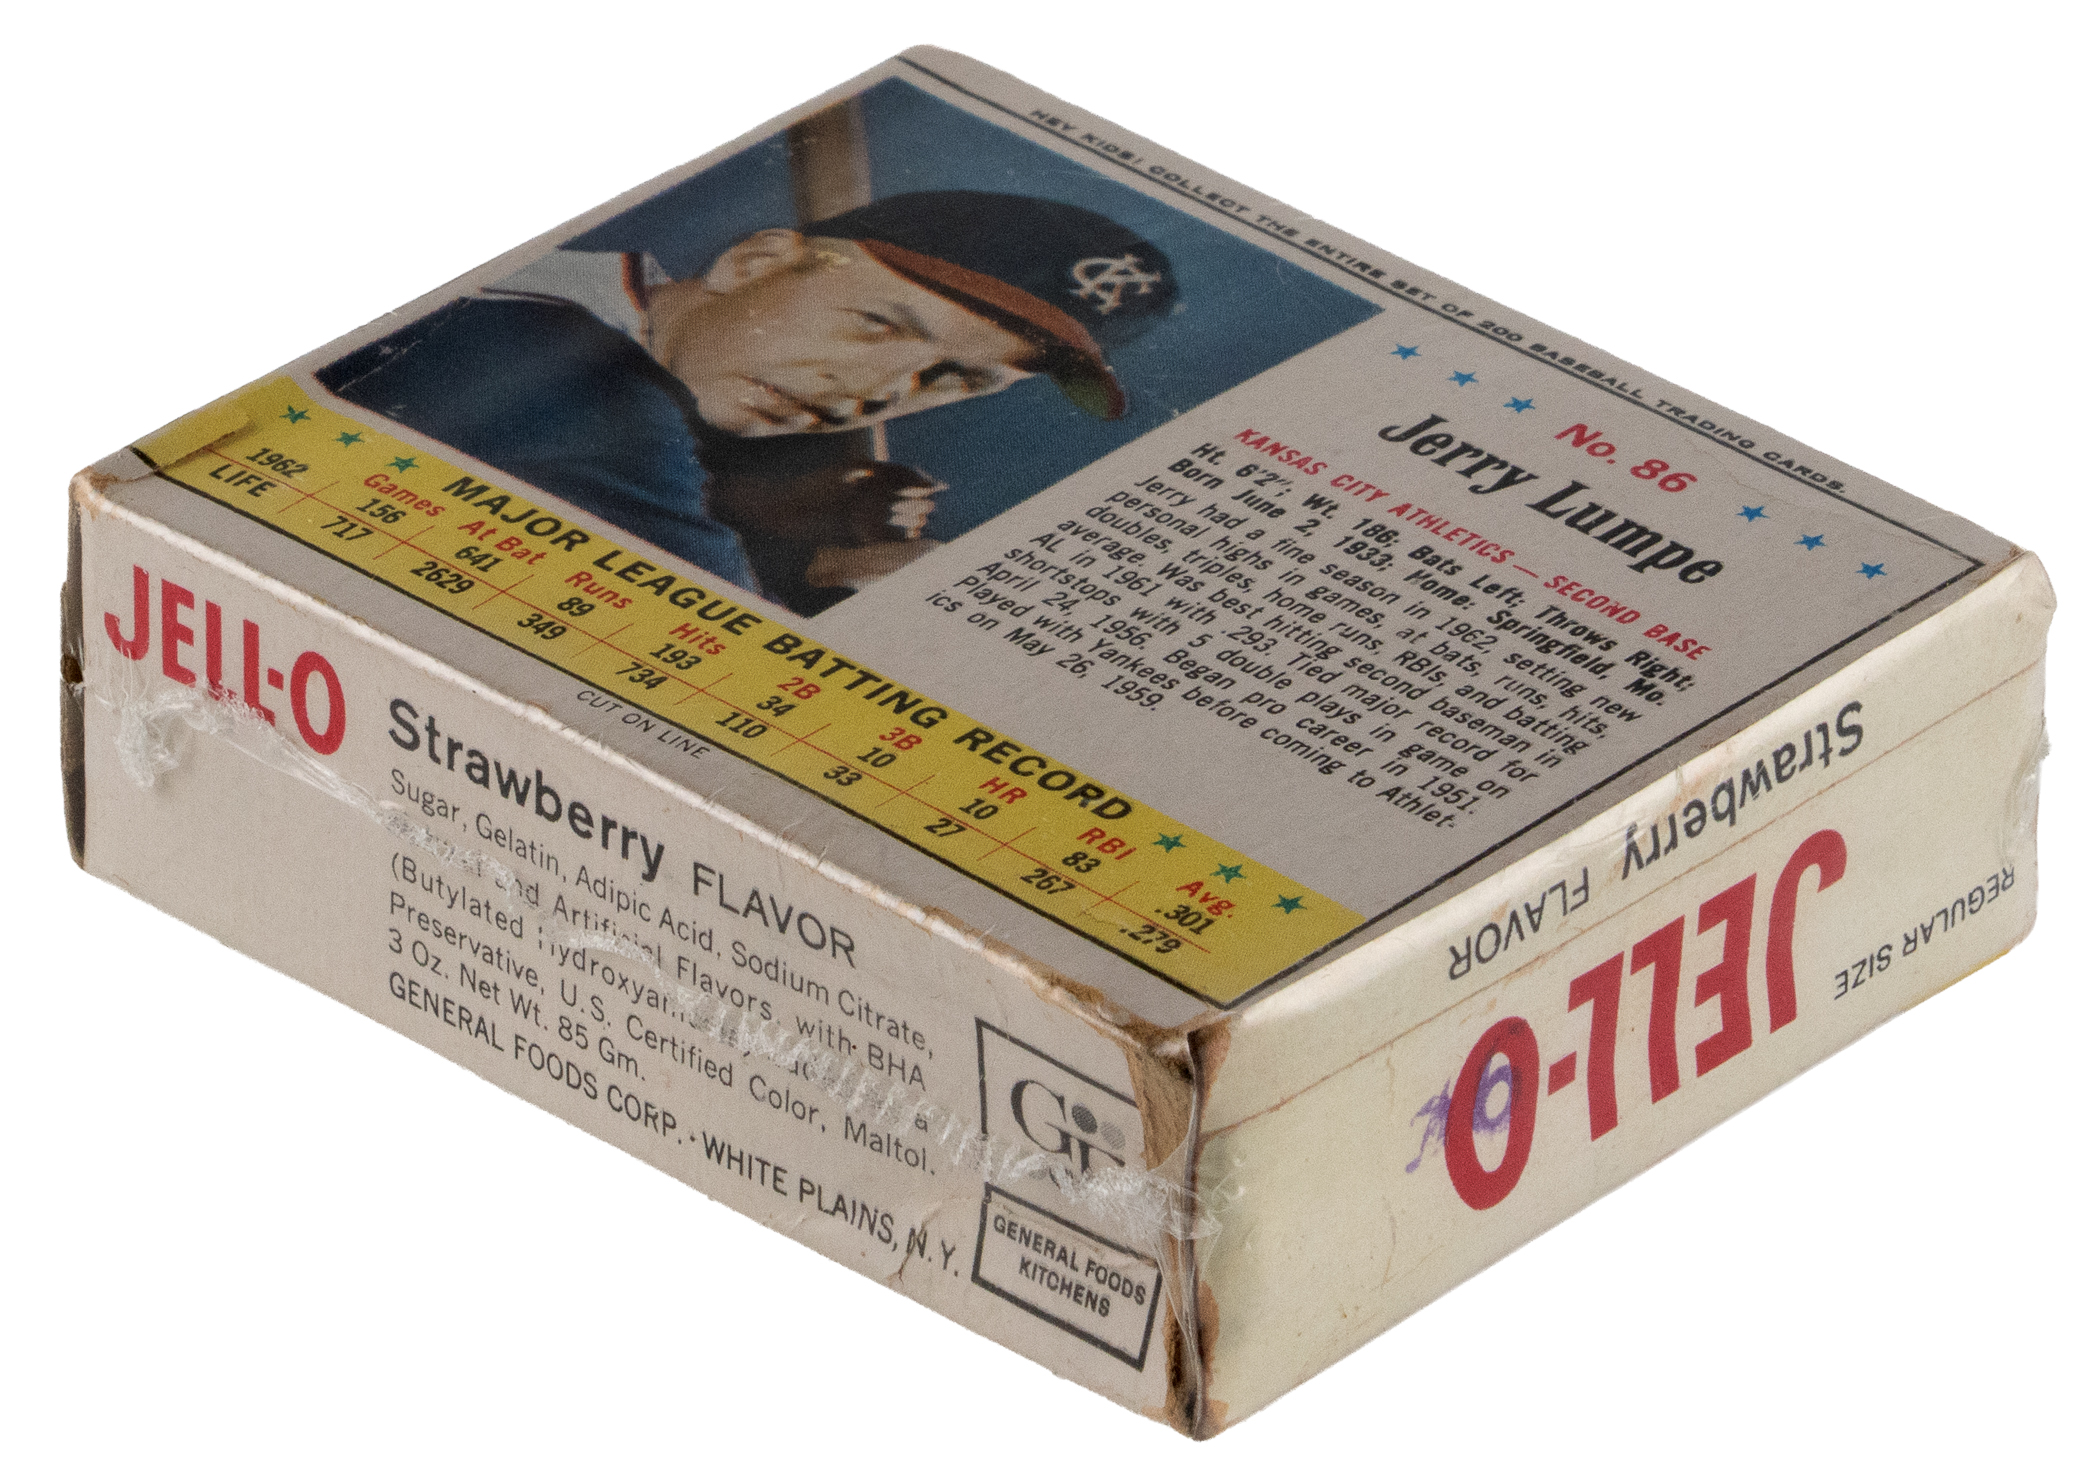 HEY KIDS! COLLECT THE ENTIRE SET OF 200 BASEBALL TRADING CARDS.
No. 86
Jerry Lumpe
KANSAS CITY ATHLETICS — SECOND BASE
Ht. 6'2"; Wt. 186; Bats Left; Throws Right;
Born June 2, 1933; Home: Springfield, Mo.
Jerry had a fine season in 1962, setting new
personal highs in games, at bats, runs, hits,
doubles, triples, home runs, RBIs, and batting
average. Was best hitting second baseman in
AL in 1961 with .293. Tied major record for
shortstops with 5 double plays in game on
April 24, 1956. Began pro career in 1951.
Played with Yankees before coming to Athlet-
ics on May 26, 1959.
KC
MAJOR LEAGUE BATTING RECORD
Games At Bat Runs Hits 2B 3B HR RBI Avg.
1962 156 641 89 193 34 10 10 83 .301
LIFE 717 2629 349 734 110 33 27 267 .279
CUT ON LINE
JELL-O
Strawberry FLAVOR
Sugar, Gelatin, Adipic Acid, Sodium Citrate,
and Artificial Flavors, with BHA
(Butylated a
Preservative, U.S. Certified Color, Maltol.
3 Oz. Net Wt. 85 Gm.
GENERAL FOODS CORP. · WHITE PLAINS, N.Y.
GENERAL FOODS
KITCHENS
Strawberry FLAVOR
JELL-O
REGULAR SIZE